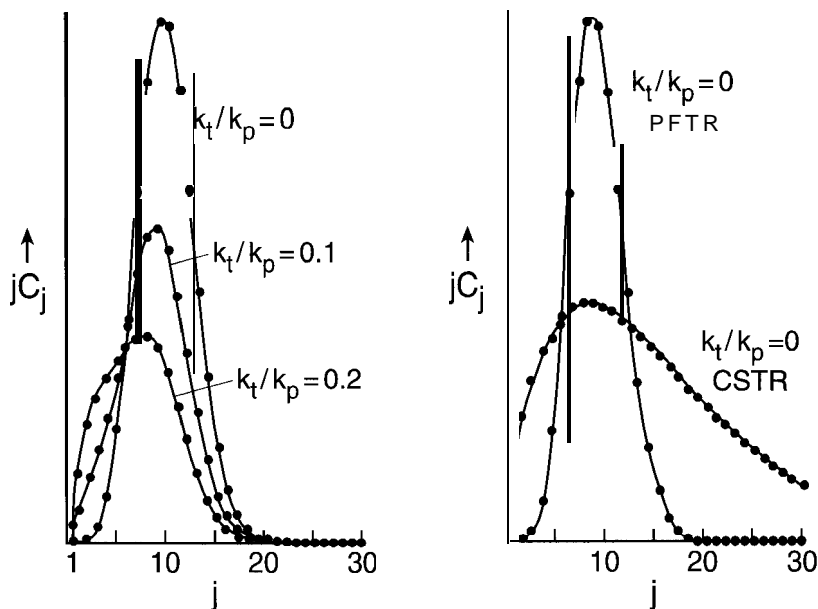 k_t/k_p=0
k_t/k_p=0.1
k_t/k_p=0.2
↑
jC_j
1 10 20 30
j
k_t/k_p=0
PFTR
k_t/k_p=0
CSTR
↑
jC_j
10 20 30
j